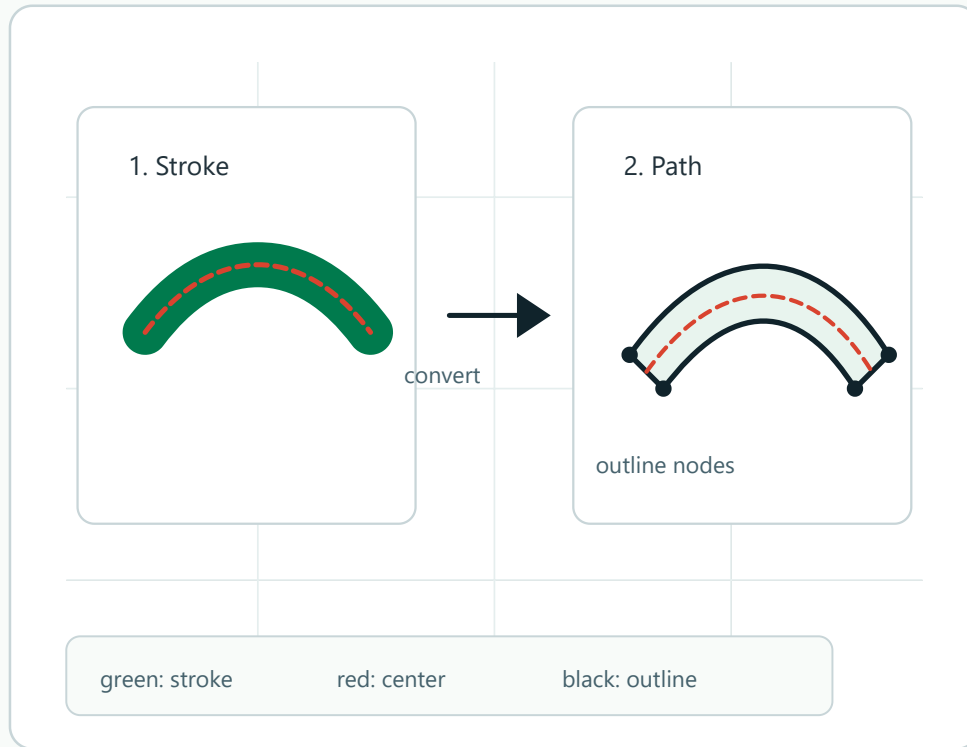 1. Stroke
2. Path
convert
outline nodes
green: stroke
red: center
black: outline